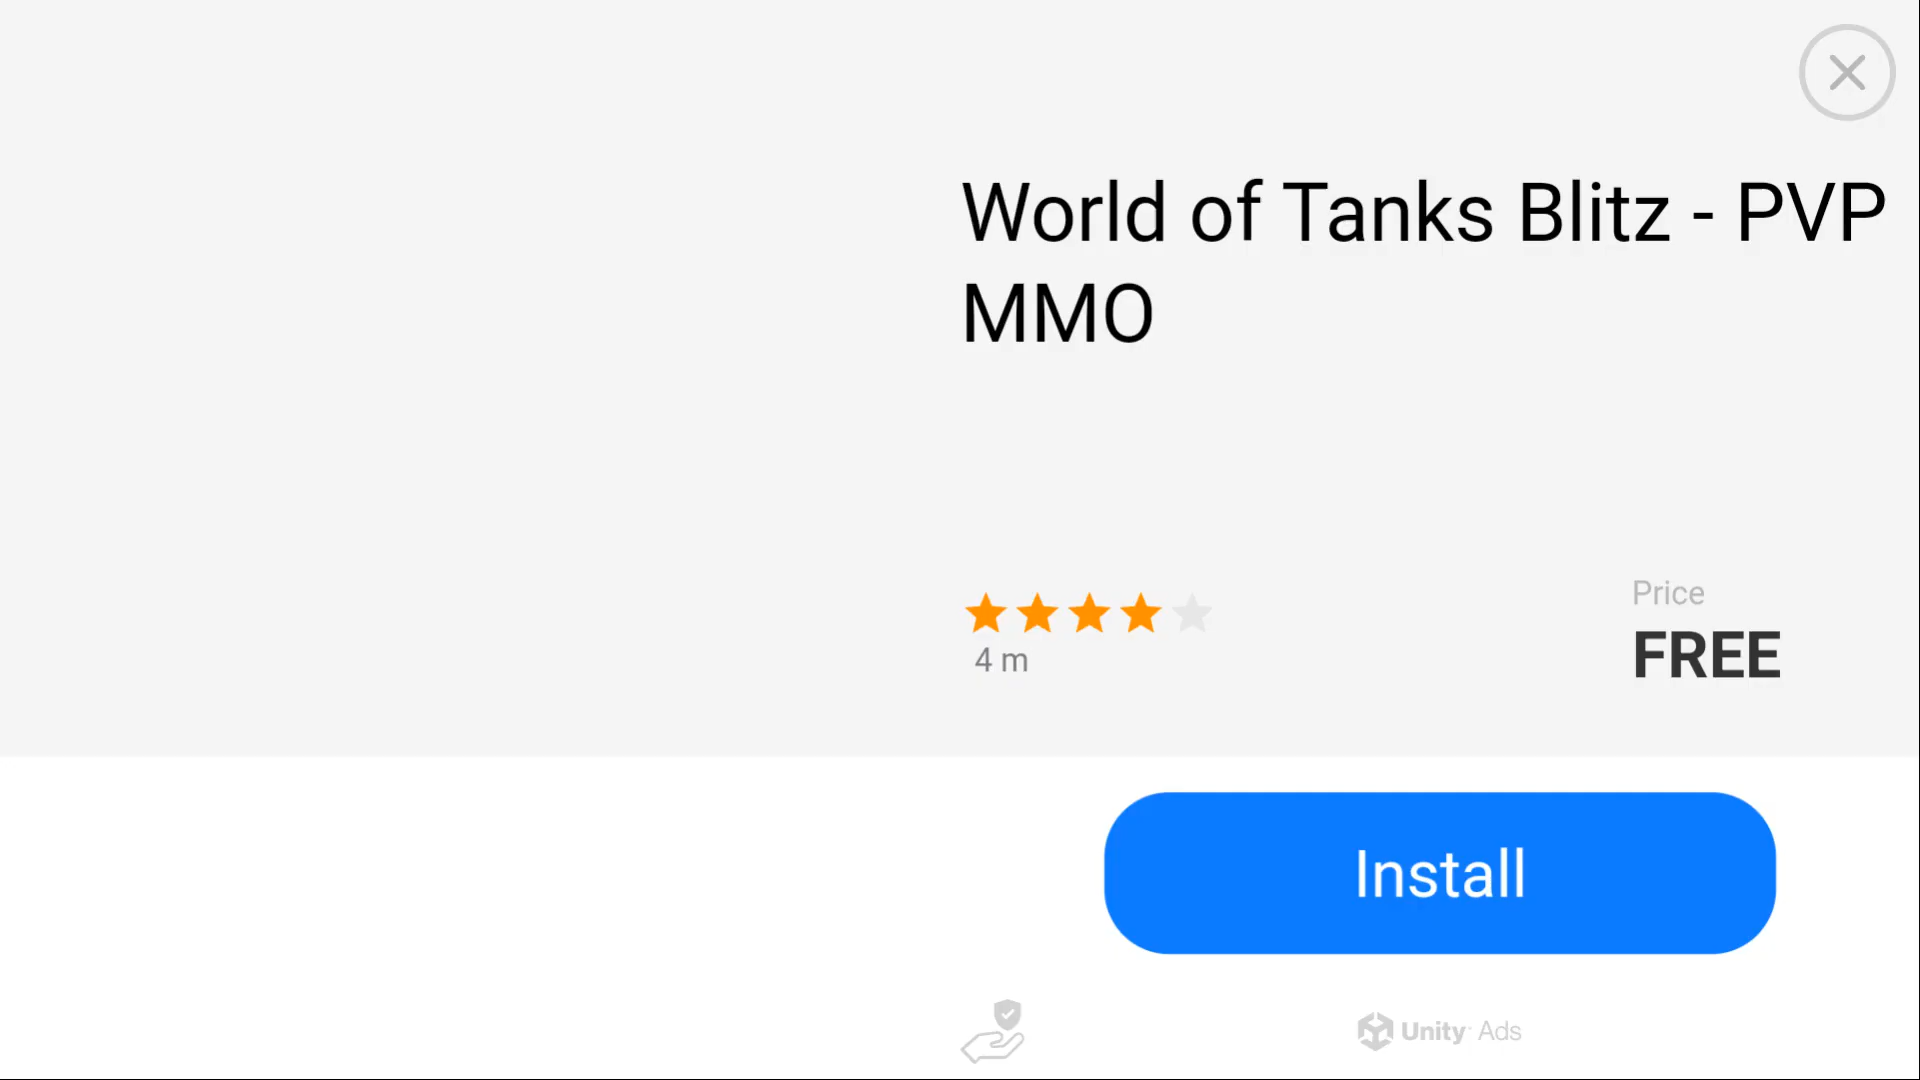 World of Tanks Blitz - PVP
MMO
4 m
Price
FREE
Install
Unity Ads